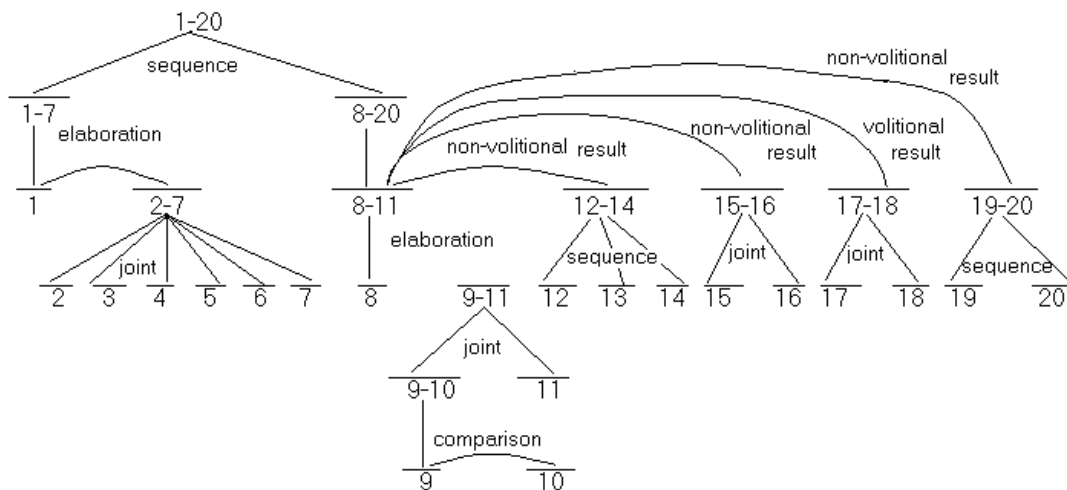 1-20
sequence
non-volitional
result
1-7
8-20
elaboration
non-volitional result
non-volitional
result
volitional
result
1
2-7
8-11
12-14
15-16
17-18
19-20
joint
elaboration
sequence
joint
joint
sequence
2 3 4 5 6 7 8 9-11 12 13 14 15 16 17 18 19 20
joint
9-10
11
comparison
9
10